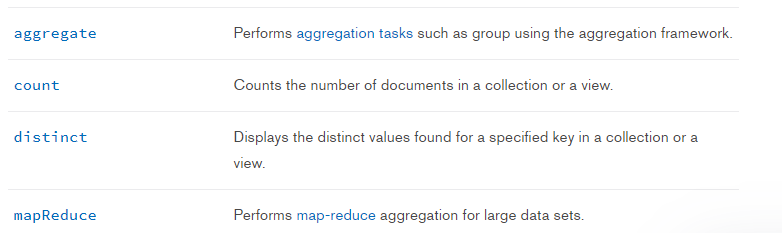 aggregate Performs aggregation tasks such as group using the aggregation framework.
count Counts the number of documents in a collection or a view.
distinct Displays the distinct values found for a specified key in a collection or a
view.
mapReduce Performs map-reduce aggregation for large data sets.